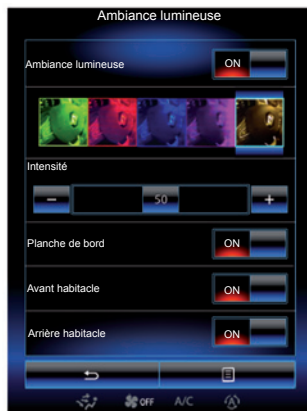 Ambiance lumineuse
Ambiance lumineuse ON
Intensité
50
Planche de bord ON
Avant habitacle ON
Arrière habitacle ON
OFF A/C